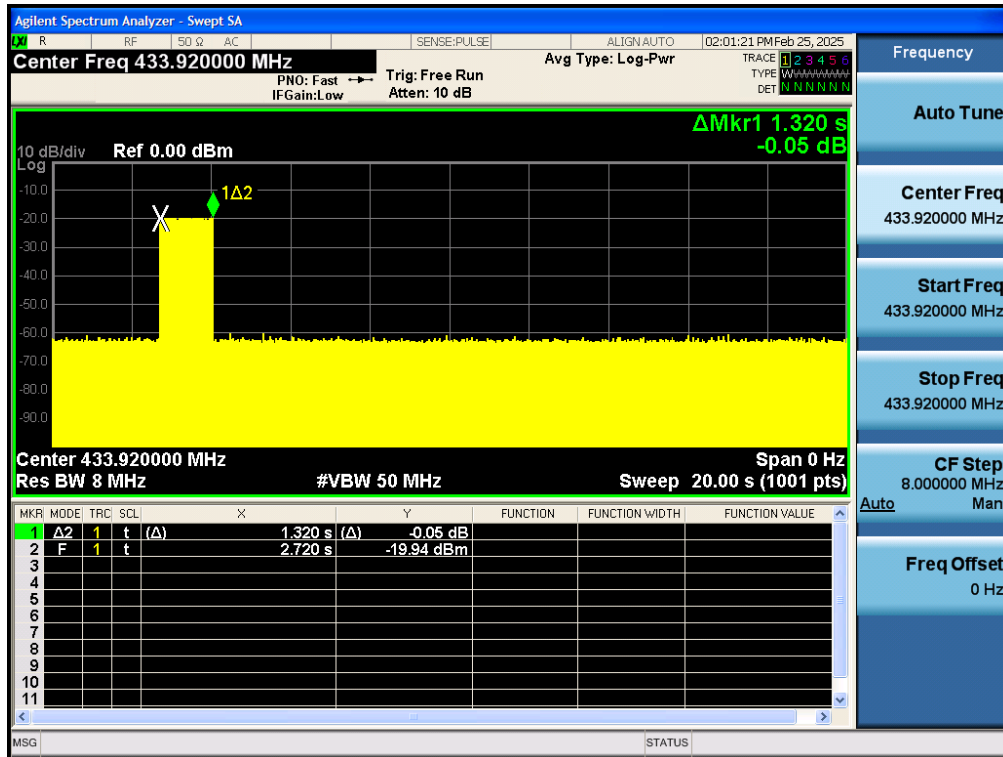 Agilent Spectrum Analyzer - Swept SA
LXI R RF 50 Ω AC SENSE:PULSE ALIGNAUTO 02:01:21 PMFeb 25, 2025
Center Freq 433.920000 MHz
PNO: Fast
IFGain:Low
Trig: Free Run
Atten: 10 dB
Avg Type: Log-Pwr
TRACE 1 2 3 4 5 6
TYPE WWWWWWW
DET N N N N N N
ΔMkr1 1.320 s
-0.05 dB
10 dB/div Ref 0.00 dBm
Log
-10.0
-20.0
-30.0
-40.0
-50.0
-60.0
-70.0
-80.0
-90.0
X
1Δ2
Center 433.920000 MHz Span 0 Hz
Res BW 8 MHz #VBW 50 MHz Sweep 20.00 s (1001 pts)
MKR MODE TRC SCL X Y FUNCTION FUNCTION WIDTH FUNCTION VALUE
1 Δ2 1 t (Δ) 1.320 s (Δ) -0.05 dB
2 F 1 t 2.720 s -19.94 dBm
3
4
5
6
7
8
9
10
11
MSG STATUS
Frequency
Auto Tune
Center Freq
433.920000 MHz
Start Freq
433.920000 MHz
Stop Freq
433.920000 MHz
CF Step
8.000000 MHz
Auto Man
Freq Offset
0 Hz